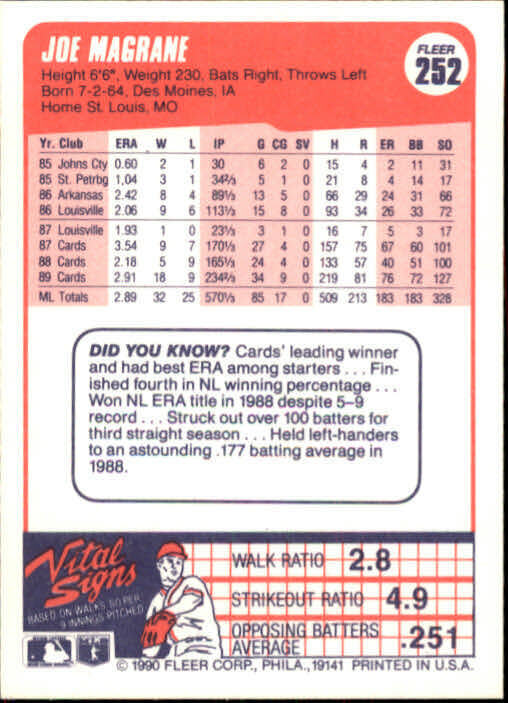 JOE MAGRANE
FLEER
252
Height 6'6", Weight 230, Bats Right, Throws Left
Born 7-2-64, Des Moines, IA
Home St. Louis, MO
Yr. Club ERA W L IP G CG SV H R ER BB SO
85 Johns Cty 0.60 2 1 30 6 2 0 15 4 2 11 31
85 St. Petrbg 1.04 3 1 34⅔ 5 1 0 21 8 4 14 17
86 Arkansas 2.42 8 4 89⅓ 13 5 0 66 29 24 31 66
86 Louisville 2.06 9 6 113⅓ 15 8 0 93 34 26 33 72
87 Louisville 1.93 1 0 23⅓ 3 1 0 16 7 5 3 17
87 Cards 3.54 9 7 170⅓ 27 4 0 157 75 67 60 101
88 Cards 2.18 5 9 165⅓ 24 4 0 133 57 40 51 100
89 Cards 2.91 18 9 234⅔ 34 9 0 219 81 76 72 127
ML Totals 2.89 32 25 570⅓ 85 17 0 509 213 183 183 328
DID YOU KNOW? Cards' leading winner
and had best ERA among starters . . . Fin-
ished fourth in NL winning percentage . . .
Won NL ERA title in 1988 despite 5–9
record . . . Struck out over 100 batters for
third straight season . . . Held left-handers
to an astounding .177 batting average in
1988.
Vital
Signs
BASED ON WALKS, SO PER
9 INNINGS PITCHED
WALK RATIO 2.8
STRIKEOUT RATIO 4.9
OPPOSING BATTERS
AVERAGE .251
© 1990 FLEER CORP., PHILA., 19141 PRINTED IN U.S.A.